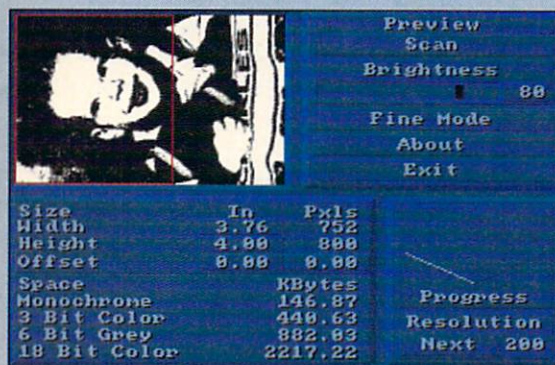 Preview
Scan
Brightness
80
Fine Mode
About
Exit
Size In Pxls
Width 3.76 752
Height 4.00 800
Offset 0.00 0.00
Space KBytes
Monochrome 146.87
3 Bit Color 440.63
6 Bit Grey 882.03
18 Bit Color 2217.22
Progress
Resolution
Next 200